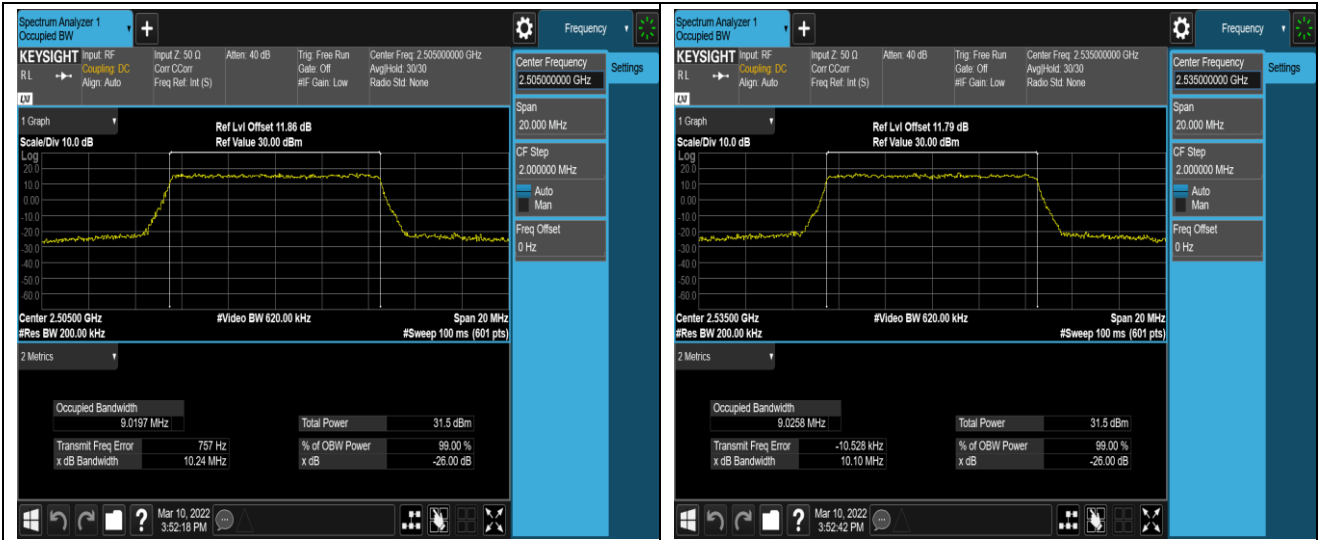 Spectrum Analyzer 1
Occupied BW
+
Frequency
KEYSIGHT Input: RF Input Z: 50 Ω Atten: 40 dB Trig: Free Run Center Freq: 2.505000000 GHz
Coupling: DC Corr CCorr Gate: Off Avg|Hold: 30/30
RL Align: Auto Freq Ref: Int (S) #IF Gain: Low Radio Std: None
LXI
Center Frequency
2.505000000 GHz
Settings
Span
20.000 MHz
CF Step
2.000000 MHz
Auto
Man
Freq Offset
0 Hz
1 Graph
Ref Lvl Offset 11.86 dB
Scale/Div 10.0 dB Ref Value 30.00 dBm
Log
20.0
10.0
0.00
-10.0
-20.0
-30.0
-40.0
-50.0
-60.0
Center 2.50500 GHz #Video BW 620.00 kHz Span 20 MHz
#Res BW 200.00 kHz #Sweep 100 ms (601 pts)
2 Metrics
Occupied Bandwidth
9.0197 MHz Total Power 31.5 dBm
Transmit Freq Error 757 Hz % of OBW Power 99.00 %
x dB Bandwidth 10.24 MHz x dB -26.00 dB
?
Mar 10, 2022
3:52:18 PM
Spectrum Analyzer 1
Occupied BW
+
Frequency
KEYSIGHT Input: RF Input Z: 50 Ω Atten: 40 dB Trig: Free Run Center Freq: 2.535000000 GHz
Coupling: DC Corr CCorr Gate: Off Avg|Hold: 30/30
RL Align: Auto Freq Ref: Int (S) #IF Gain: Low Radio Std: None
LXI
Center Frequency
2.535000000 GHz
Settings
Span
20.000 MHz
CF Step
2.000000 MHz
Auto
Man
Freq Offset
0 Hz
1 Graph
Ref Lvl Offset 11.79 dB
Scale/Div 10.0 dB Ref Value 30.00 dBm
Log
20.0
10.0
0.00
-10.0
-20.0
-30.0
-40.0
-50.0
-60.0
Center 2.53500 GHz #Video BW 620.00 kHz Span 20 MHz
#Res BW 200.00 kHz #Sweep 100 ms (601 pts)
2 Metrics
Occupied Bandwidth
9.0258 MHz Total Power 31.5 dBm
Transmit Freq Error -10.528 kHz % of OBW Power 99.00 %
x dB Bandwidth 10.10 MHz x dB -26.00 dB
?
Mar 10, 2022
3:52:42 PM